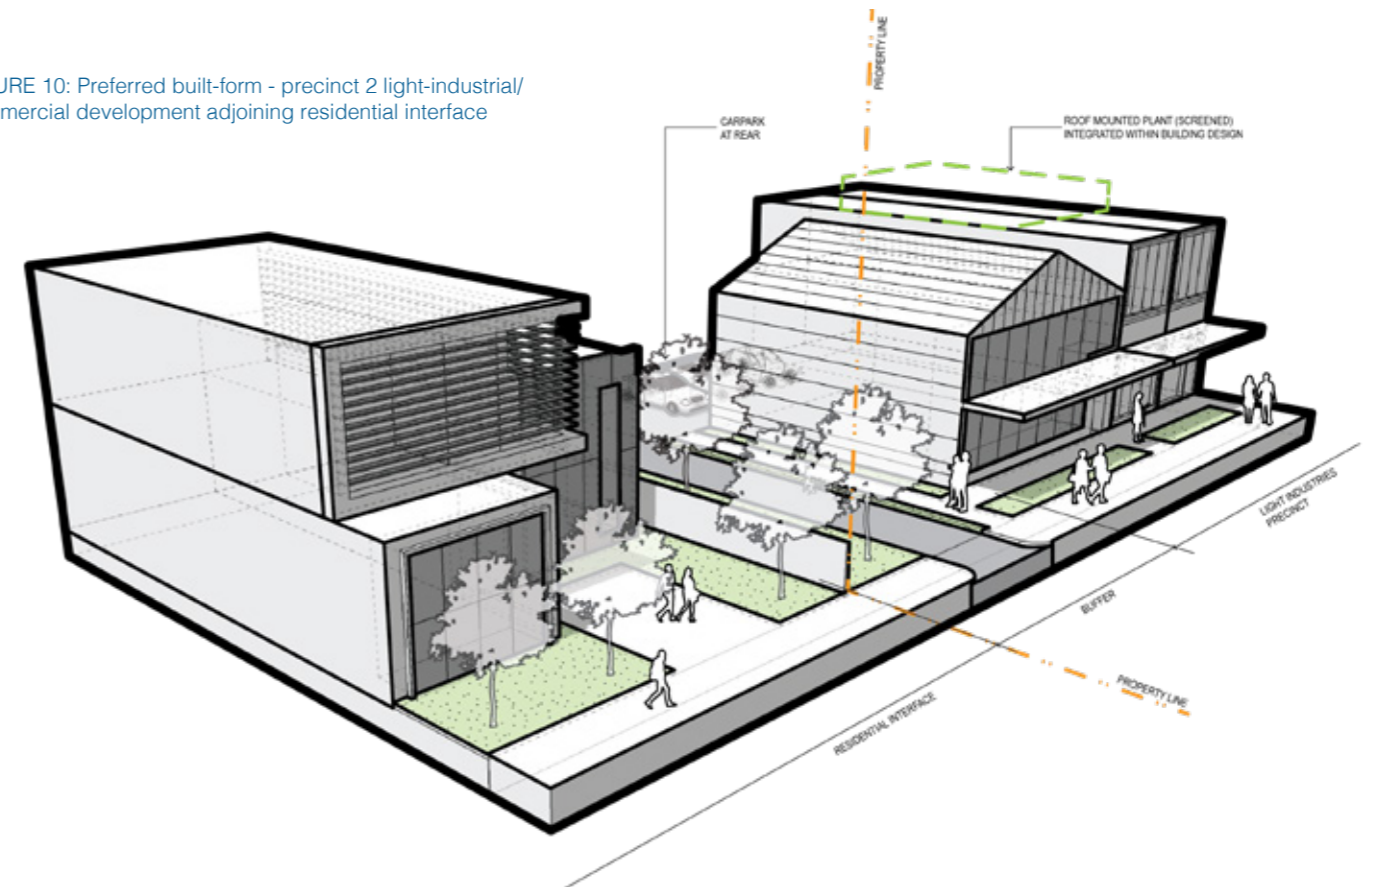 URE 10: Preferred built-form - precinct 2 light-industrial/
mercial development adjoining residential interface
PROPERTY LINE
CARPARK
AT REAR
ROOF MOUNTED PLANT (SCREENED)
INTEGRATED WITHIN BUILDING DESIGN
LIGHT INDUSTRIES
PRECINCT
BUFFER
PROPERTY LINE
RESIDENTIAL INTERFACE